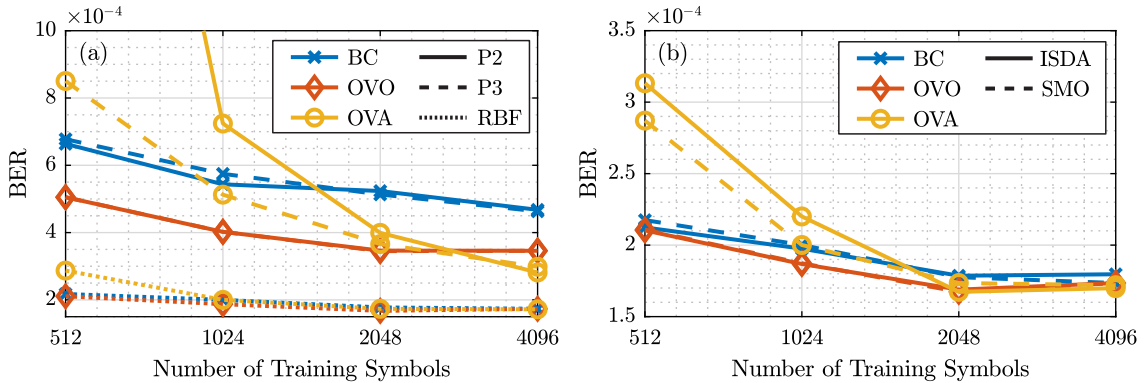 ×10⁻⁴
10
8
6
4
2
BER
(a)
BC
OVO
OVA
P2
P3
RBF
512
1024
2048
4096
Number of Training Symbols
×10⁻⁴
3.5
3
2.5
2
1.5
BER
(b)
BC
OVO
OVA
ISDA
SMO
512
1024
2048
4096
Number of Training Symbols